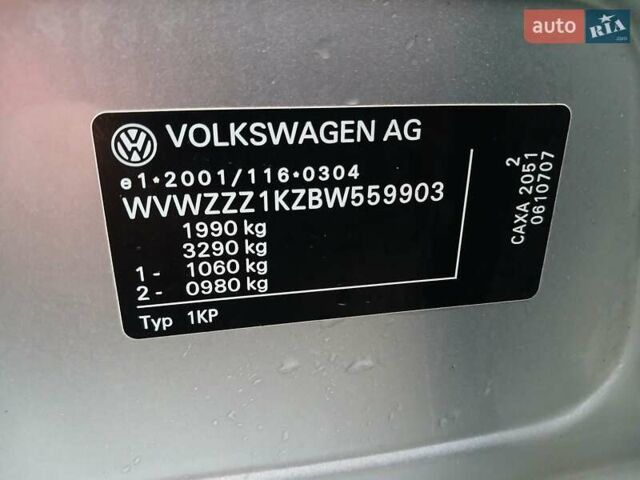 auto RIA.com
VOLKSWAGEN AG
e1*2001/116*0304
WVWZZZ1KZBW559903
1990 kg
3290 kg
1- 1060 kg
2- 0980 kg
Typ 1KP
2
CAXA 2051
0610707